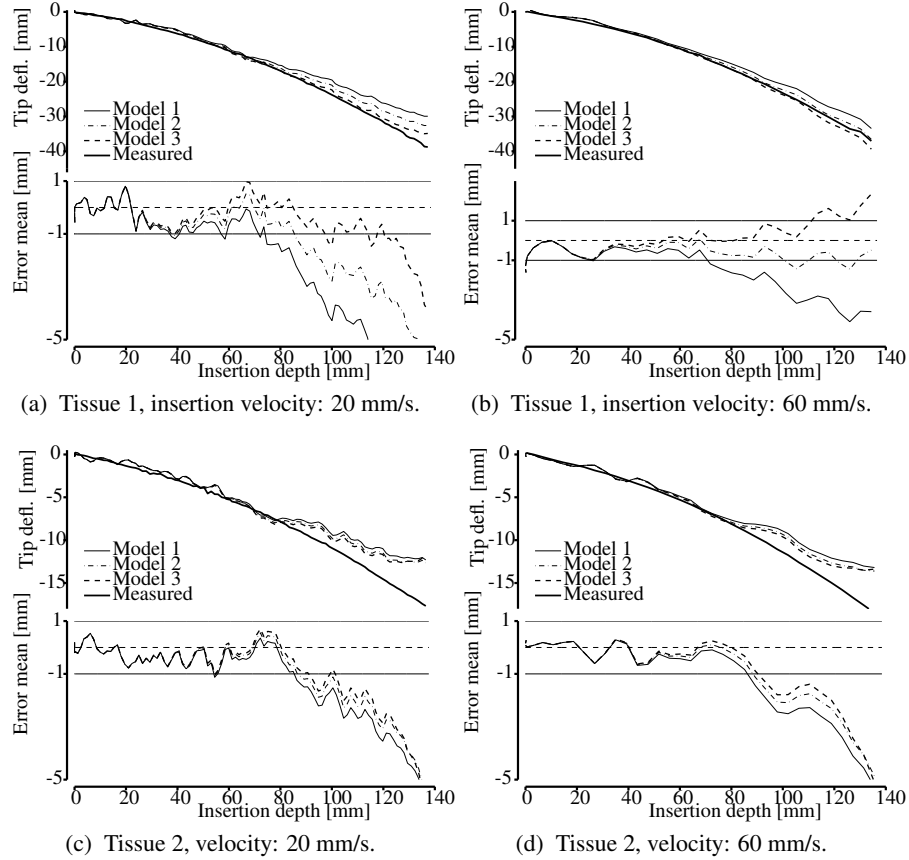 Tip defl. [mm]
0
-10
-20
-30
-40
Model 1
Model 2
Model 3
Measured
Error mean [mm]
1
-1
-5
0 20 40 60 80 100 120 140
Insertion depth [mm]
(a) Tissue 1, insertion velocity: 20 mm/s.
Tip defl. [mm]
0
-10
-20
-30
-40
Model 1
Model 2
Model 3
Measured
Error mean [mm]
1
-1
-5
0 20 40 60 80 100 120 140
Insertion depth [mm]
(b) Tissue 1, insertion velocity: 60 mm/s.
Tip defl. [mm]
0
-5
-10
-15
Model 1
Model 2
Model 3
Measured
Error mean [mm]
1
-1
-5
0 20 40 60 80 100 120 140
Insertion depth [mm]
(c) Tissue 2, velocity: 20 mm/s.
Tip defl. [mm]
0
-5
-10
-15
Model 1
Model 2
Model 3
Measured
Error mean [mm]
1
-1
-5
0 20 40 60 80 100 120 140
Insertion depth [mm]
(d) Tissue 2, velocity: 60 mm/s.